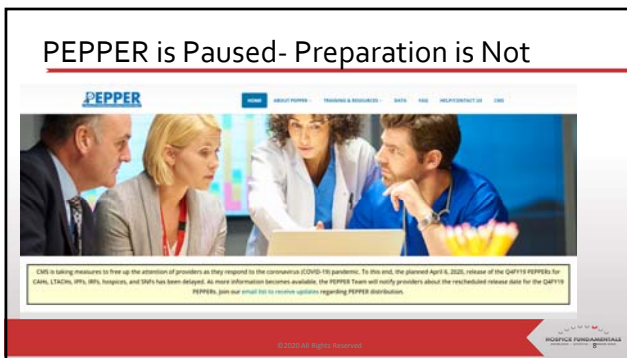 PEPPER is Paused- Preparation is Not
PEPPER
HOME ABOUT PEPPER TRAINING & RESOURCES DATA FAQ HELP/CONTACT US CMS
CMS is taking measures to free up the attention of providers as they respond to the coronavirus (COVID-19) pandemic. To this end, the planned April 6, 2020, release of the Q4FY19 PEPPERs for
CAHs, LTACHs, IPFs, IRFs, hospices, and SNFs has been delayed. As more information becomes available, the PEPPER Team will notify providers about the rescheduled release date for the Q4FY19
PEPPERs. Join our email list to receive updates regarding PEPPER distribution.
©2020 All Rights Reserved
HOSPICE FUNDAMENTALS
8